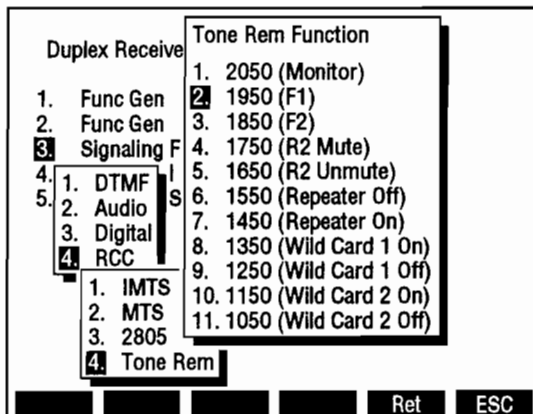 Duplex Receive
1. Func Gen
2. Func Gen
3. Signaling F
4.
5. S
1. DTMF
2. Audio
3. Digital
4. RCC
1. IMTS
2. MTS
3. 2805
4. Tone Rem
Tone Rem Function
1. 2050 (Monitor)
2. 1950 (F1)
3. 1850 (F2)
4. 1750 (R2 Mute)
5. 1650 (R2 Unmute)
6. 1550 (Repeater Off)
7. 1450 (Repeater On)
8. 1350 (Wild Card 1 On)
9. 1250 (Wild Card 1 Off)
10. 1150 (Wild Card 2 On)
11. 1050 (Wild Card 2 Off)
Ret ESC